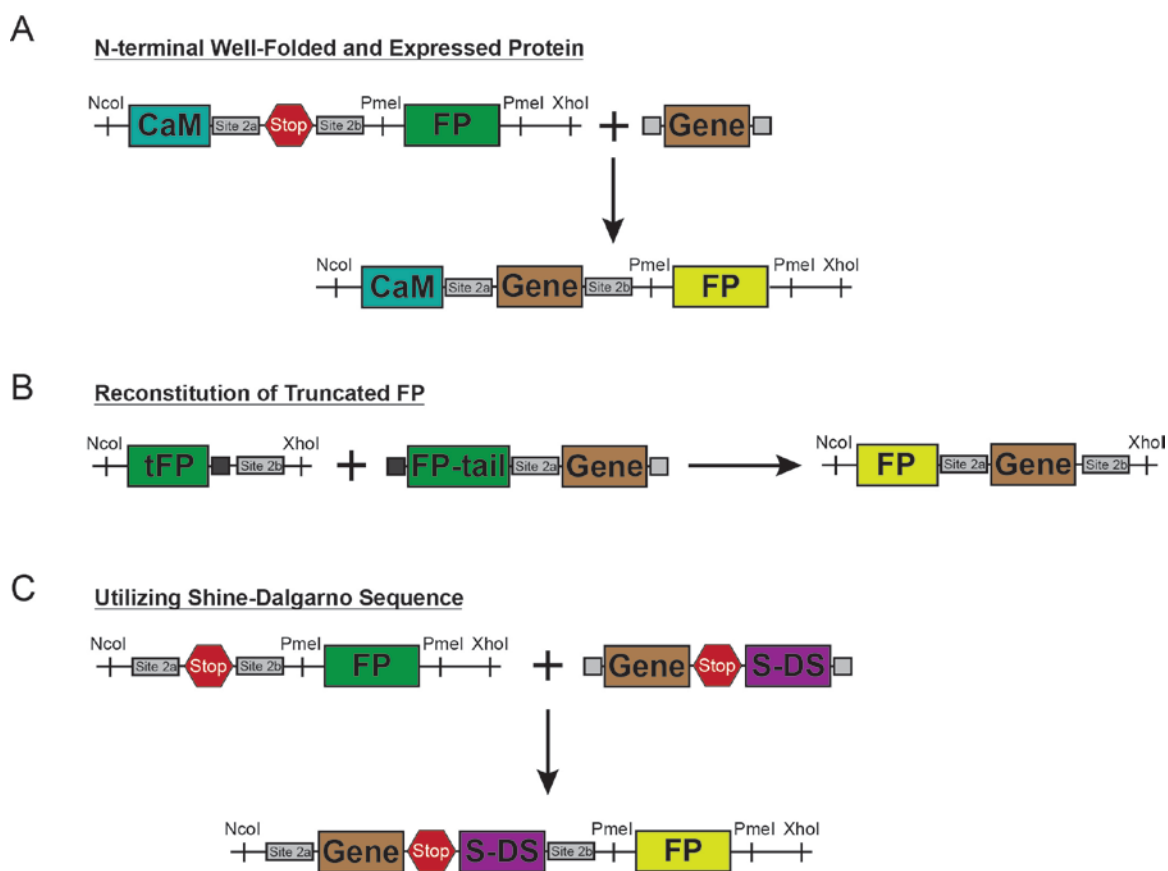 A
N-terminal Well-Folded and Expressed Protein
NcoI CaM Site 2a Stop Site 2b PmeI FP PmeI XhoI + Gene
NcoI CaM Site 2a Gene Site 2b PmeI FP PmeI XhoI
B
Reconstitution of Truncated FP
NcoI tFP Site 2b XhoI + FP-tail Site 2a Gene NcoI FP Site 2a Gene Site 2b XhoI
C
Utilizing Shine-Dalgarno Sequence
NcoI Site 2a Stop Site 2b PmeI FP PmeI XhoI + Gene Stop S-DS
NcoI Site 2a Gene Stop S-DS Site 2b PmeI FP PmeI XhoI